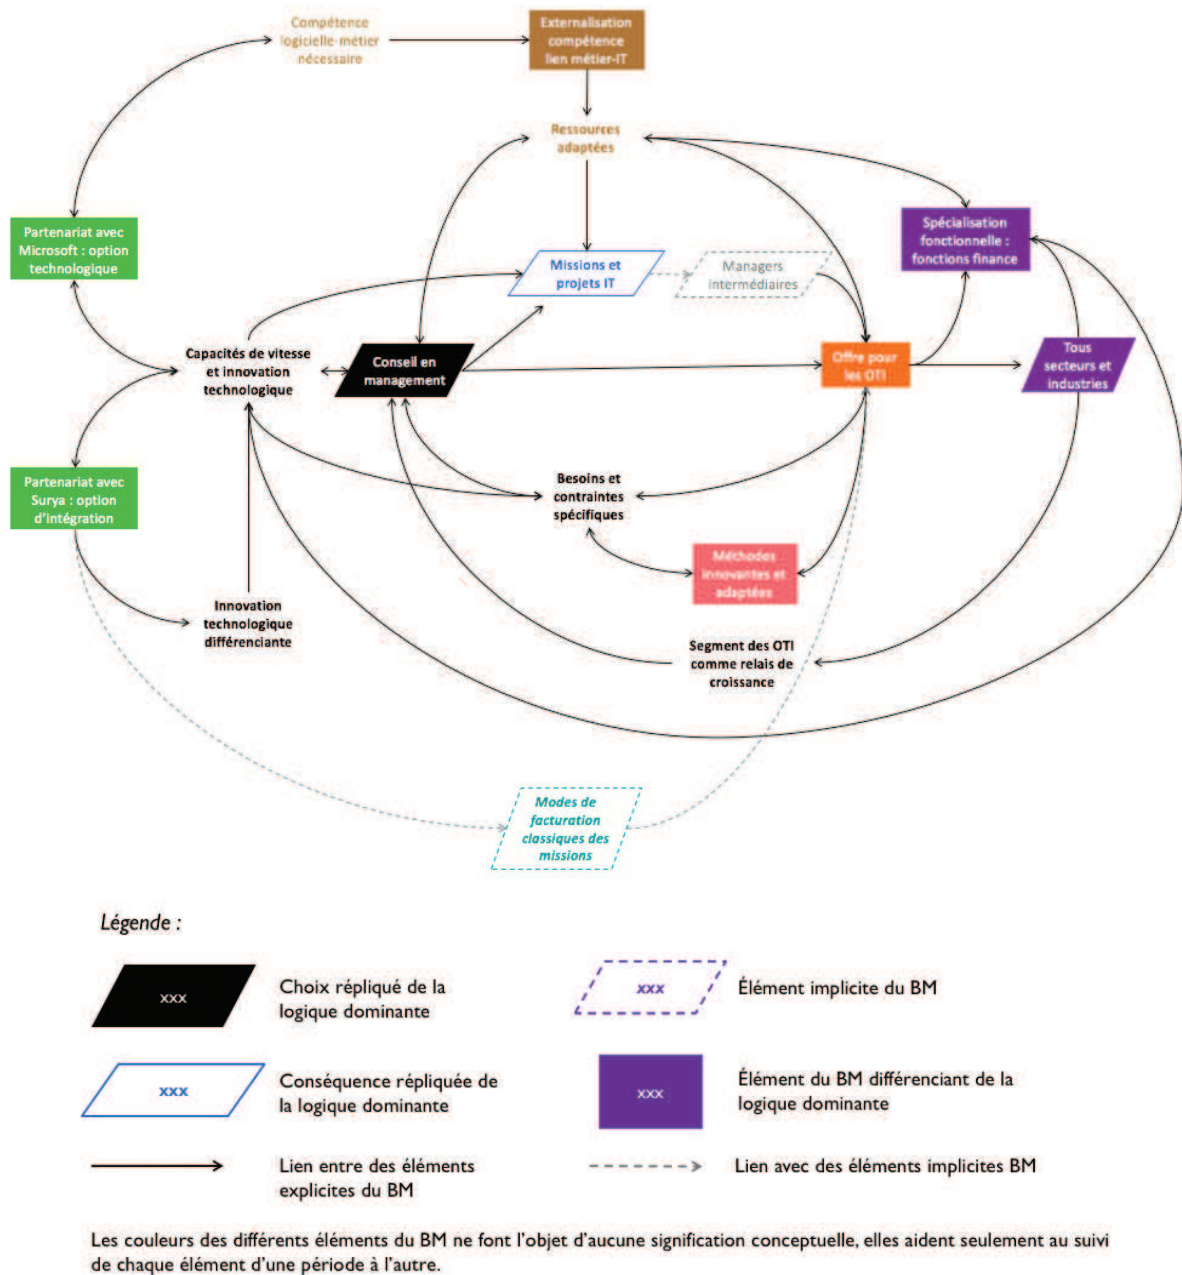 Compétence
logicielle-métier
nécessaire
Externalisation
compétence
lien métier-IT
Ressources
adaptées
Partenariat avec
Microsoft : option
technologique
Spécialisation
fonctionnelle :
fonctions finance
Missions et
projets IT
Managers
intermédiaires
Capacités de vitesse
et innovation
technologique
Conseil en
management
Offre pour
les OTI
Tous
secteurs et
industries
Partenariat avec
Surya : option
d'intégration
Besoins et
contraintes
spécifiques
Méthodes
innovantes et
adaptées
Innovation
technologique
différenciante
Segment des OTI
comme relais de
croissance
Modes de
facturation
classiques des
missions
Légende :
xxx
Choix répliqué de la
logique dominante
xxx
Élément implicite du BM
xxx
Conséquence répliquée de
la logique dominante
xxx
Élément du BM différenciant de la
logique dominante
Lien entre des éléments
explicites du BM
Lien avec des éléments implicites BM
Les couleurs des différents éléments du BM ne font l'objet d'aucune signification conceptuelle, elles aident seulement au suivi
de chaque élément d'une période à l'autre.